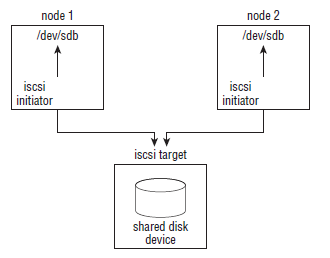 node 1
/dev/sdb
iscsi
initiator
node 2
/dev/sdb
iscsi
initiator
iscsi target
shared disk
device